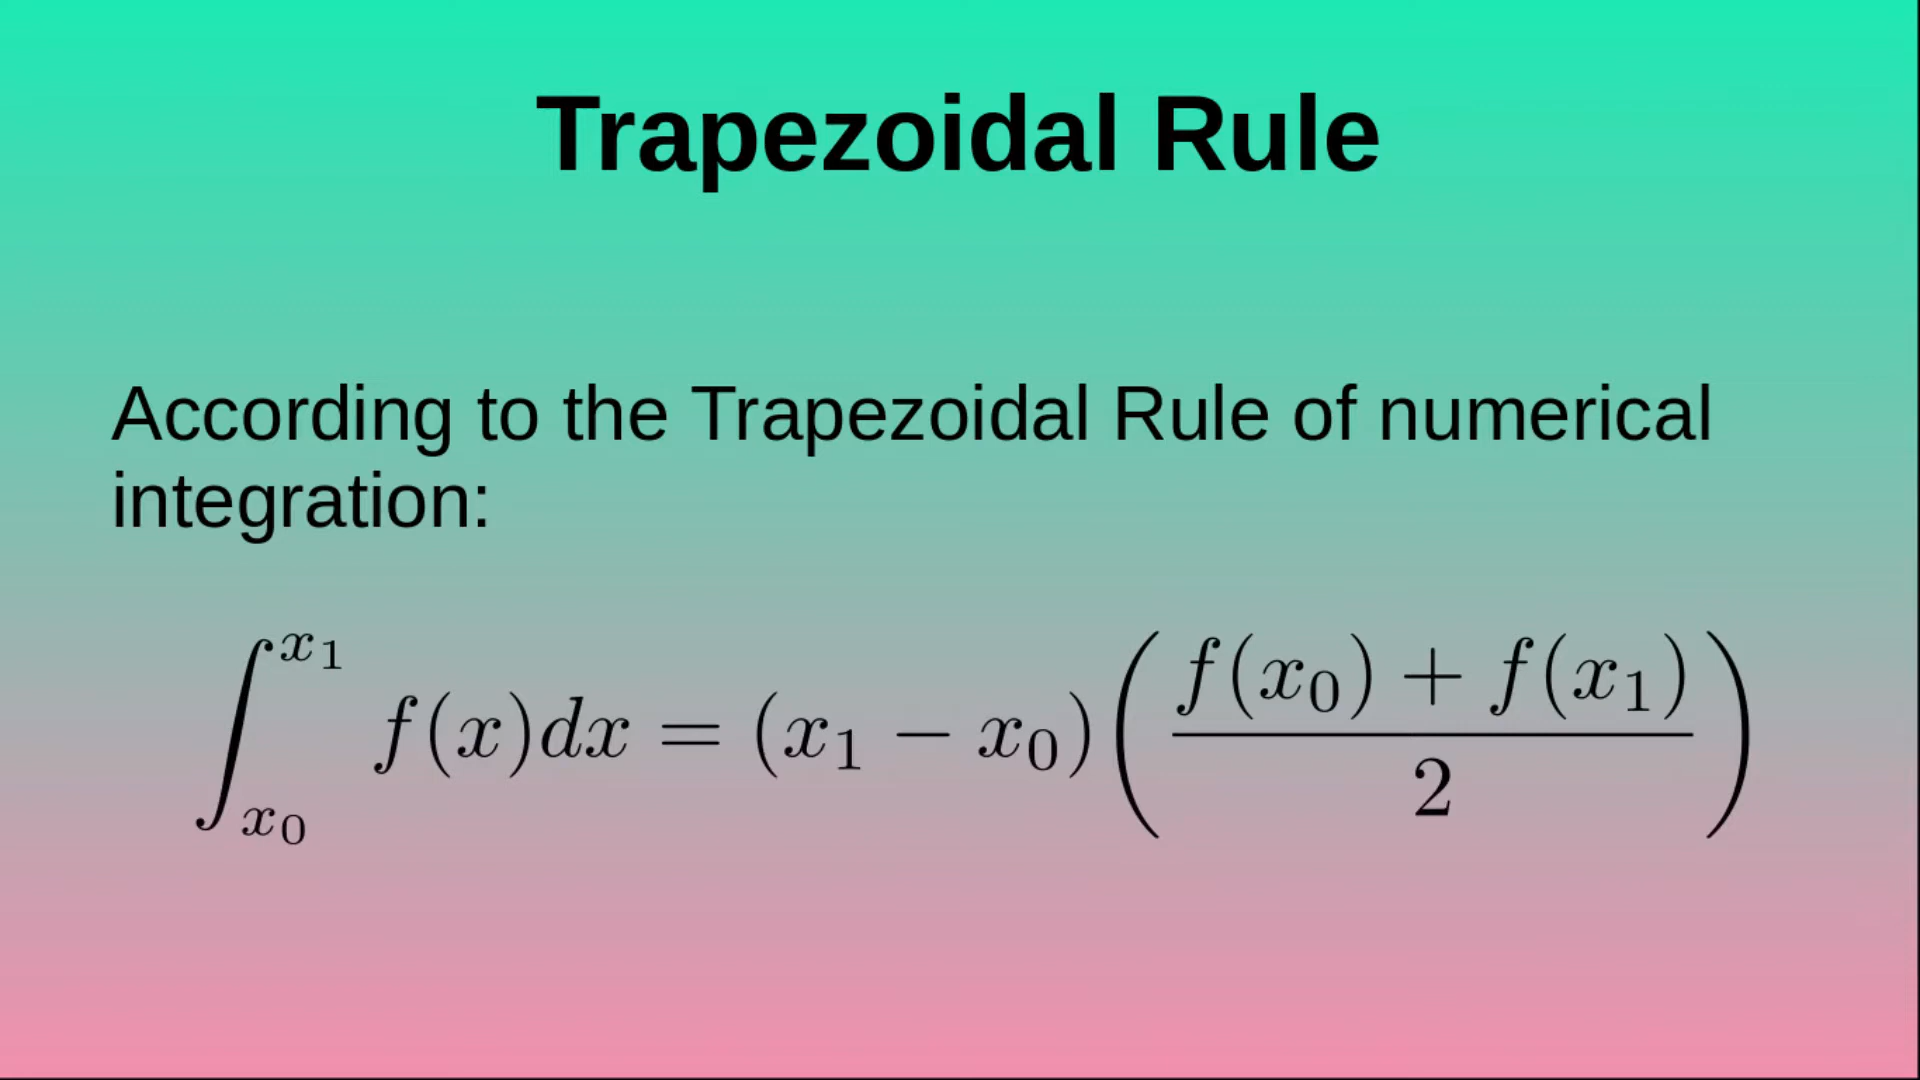 Trapezoidal Rule
According to the Trapezoidal Rule of numerical
integration:
∫_{x_0}^{x_1} f(x)dx = (x_1 − x_0)((f(x_0) + f(x_1))/2)